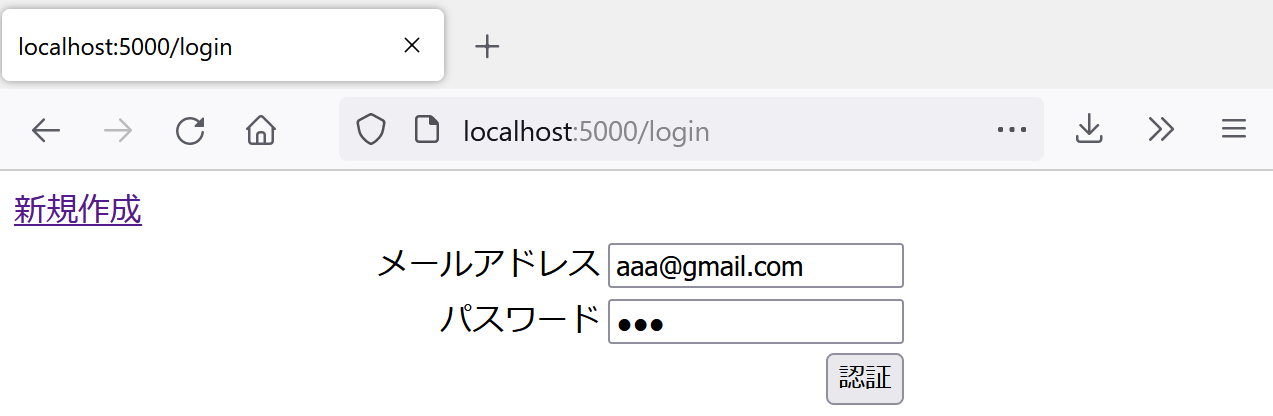 localhost:5000/login
localhost:5000/login
新規作成
メールアドレス aaa@gmail.com
パスワード ●●●
認証